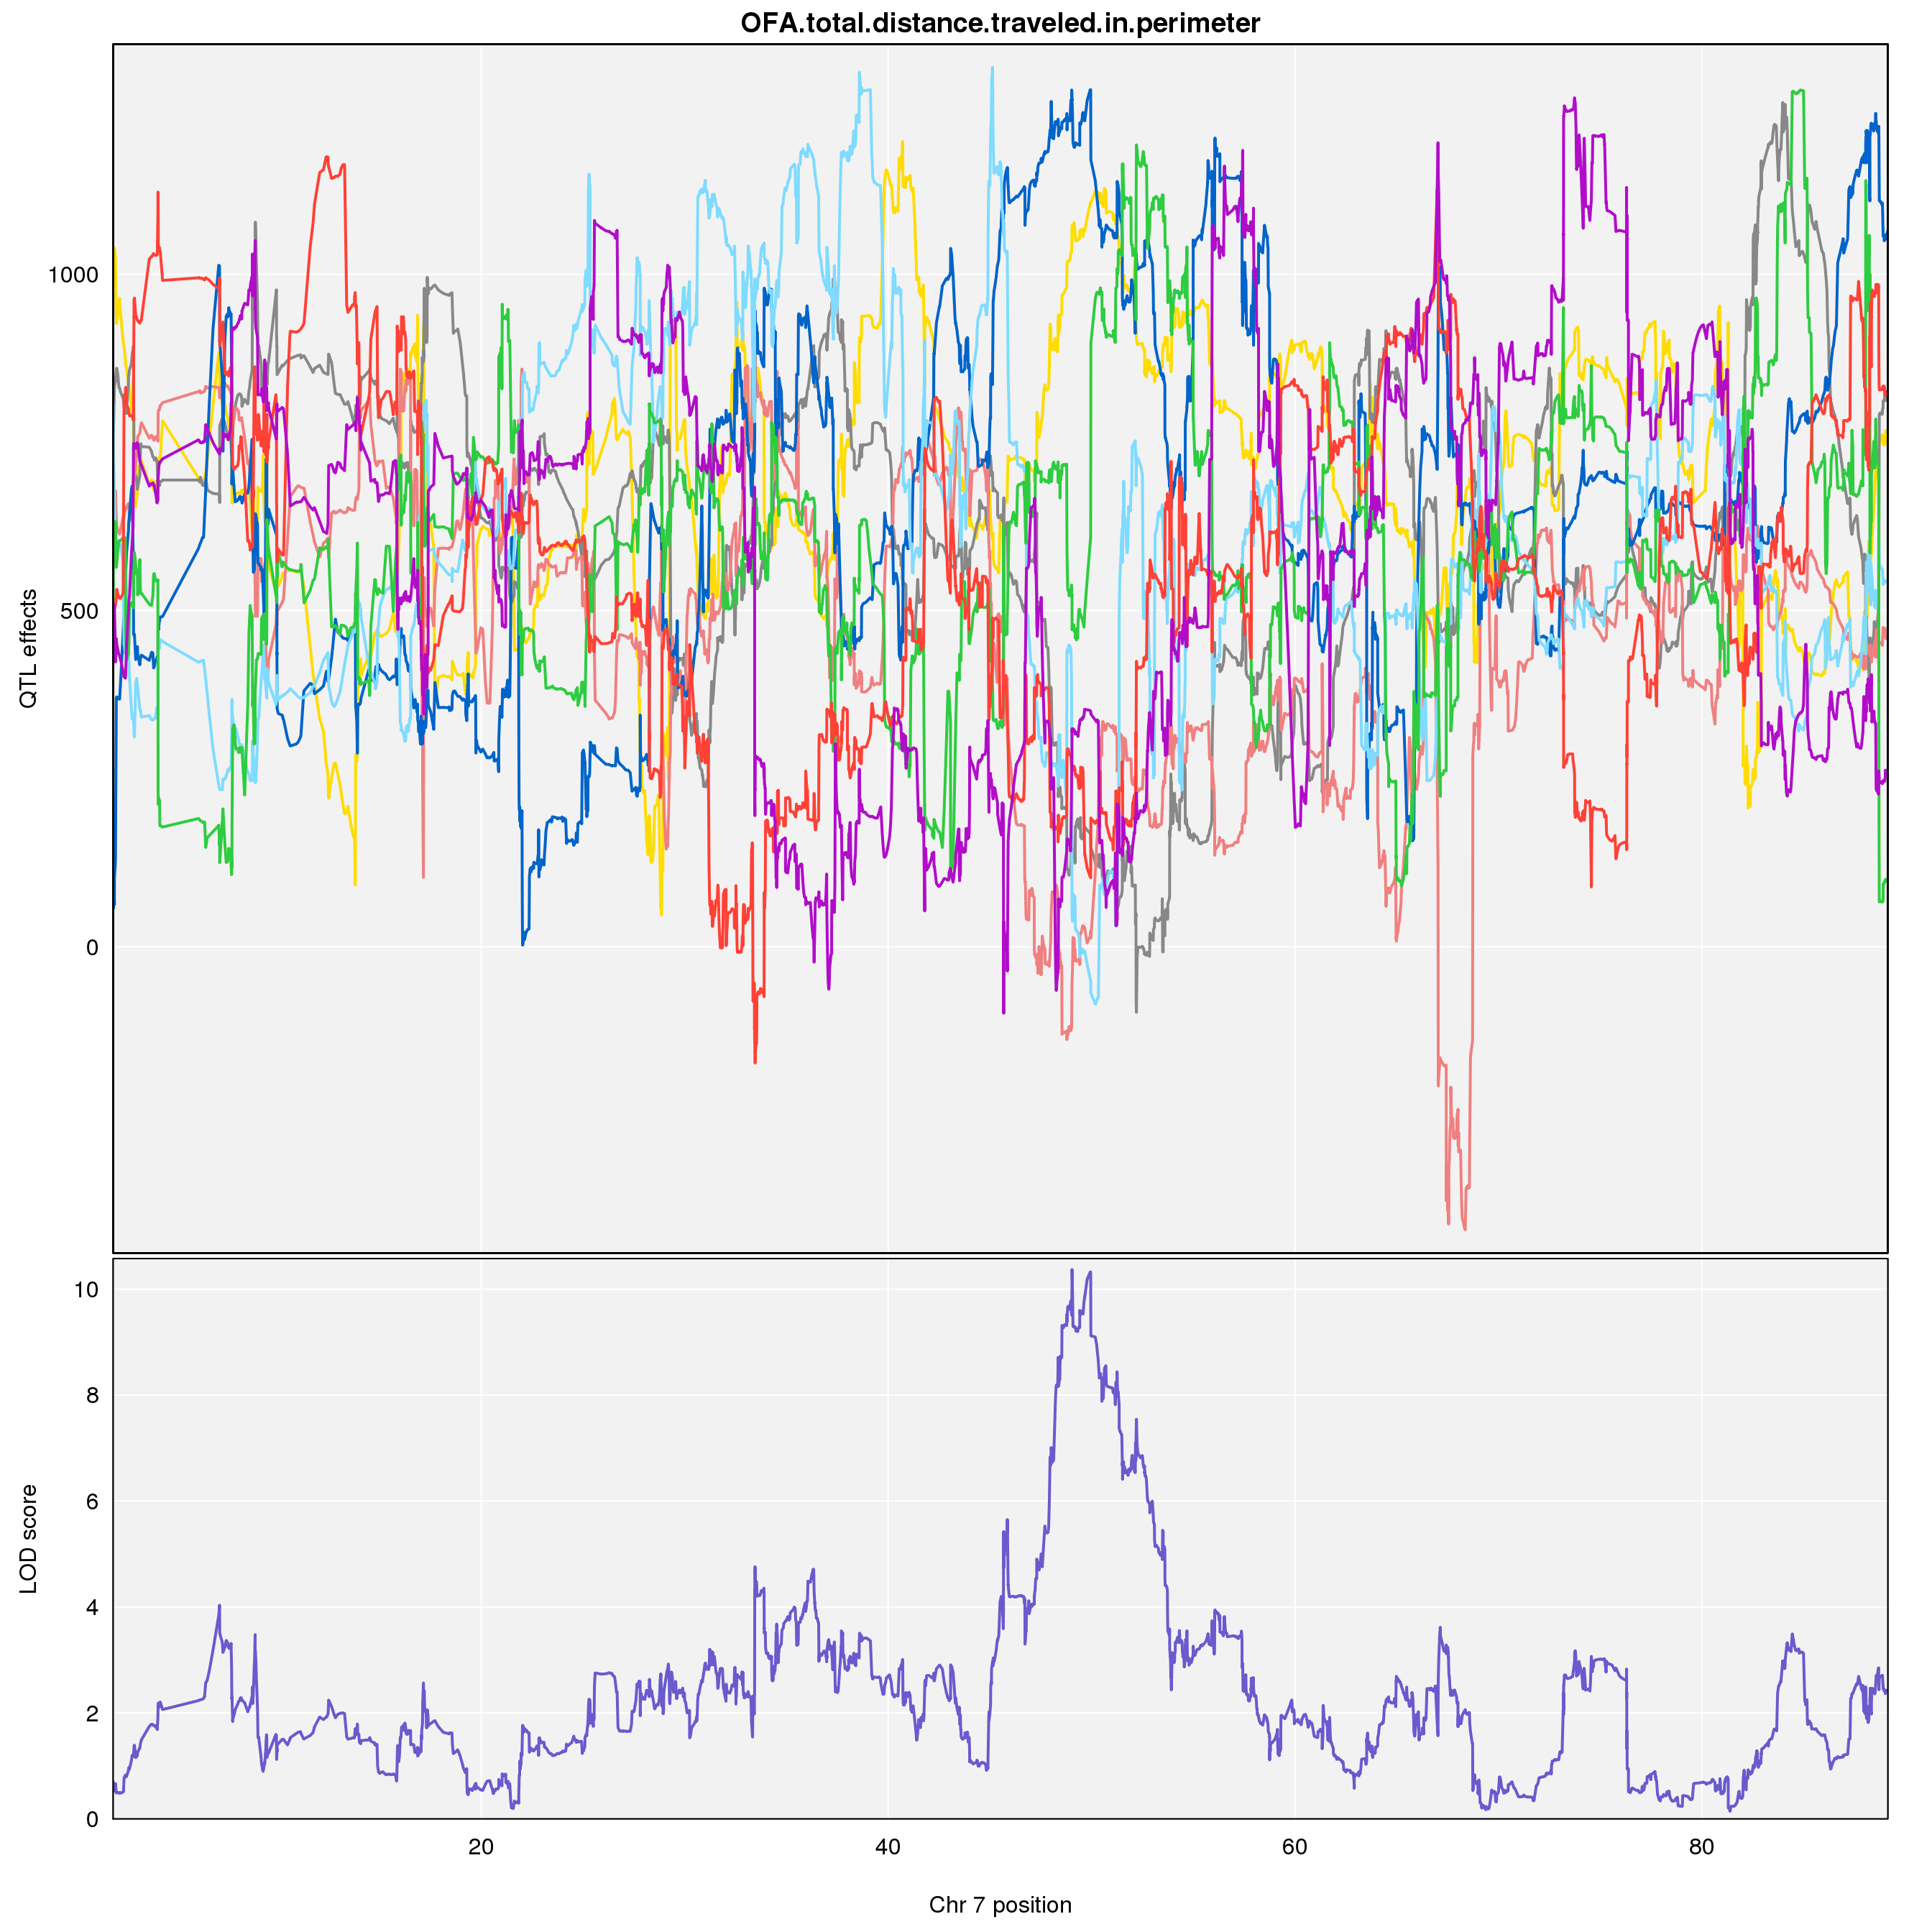 OFA.total.distance.traveled.in.perimeter
1000
500
0
QTL effects
10
8
6
4
2
0
LOD score
20 40 60 80
Chr 7 position